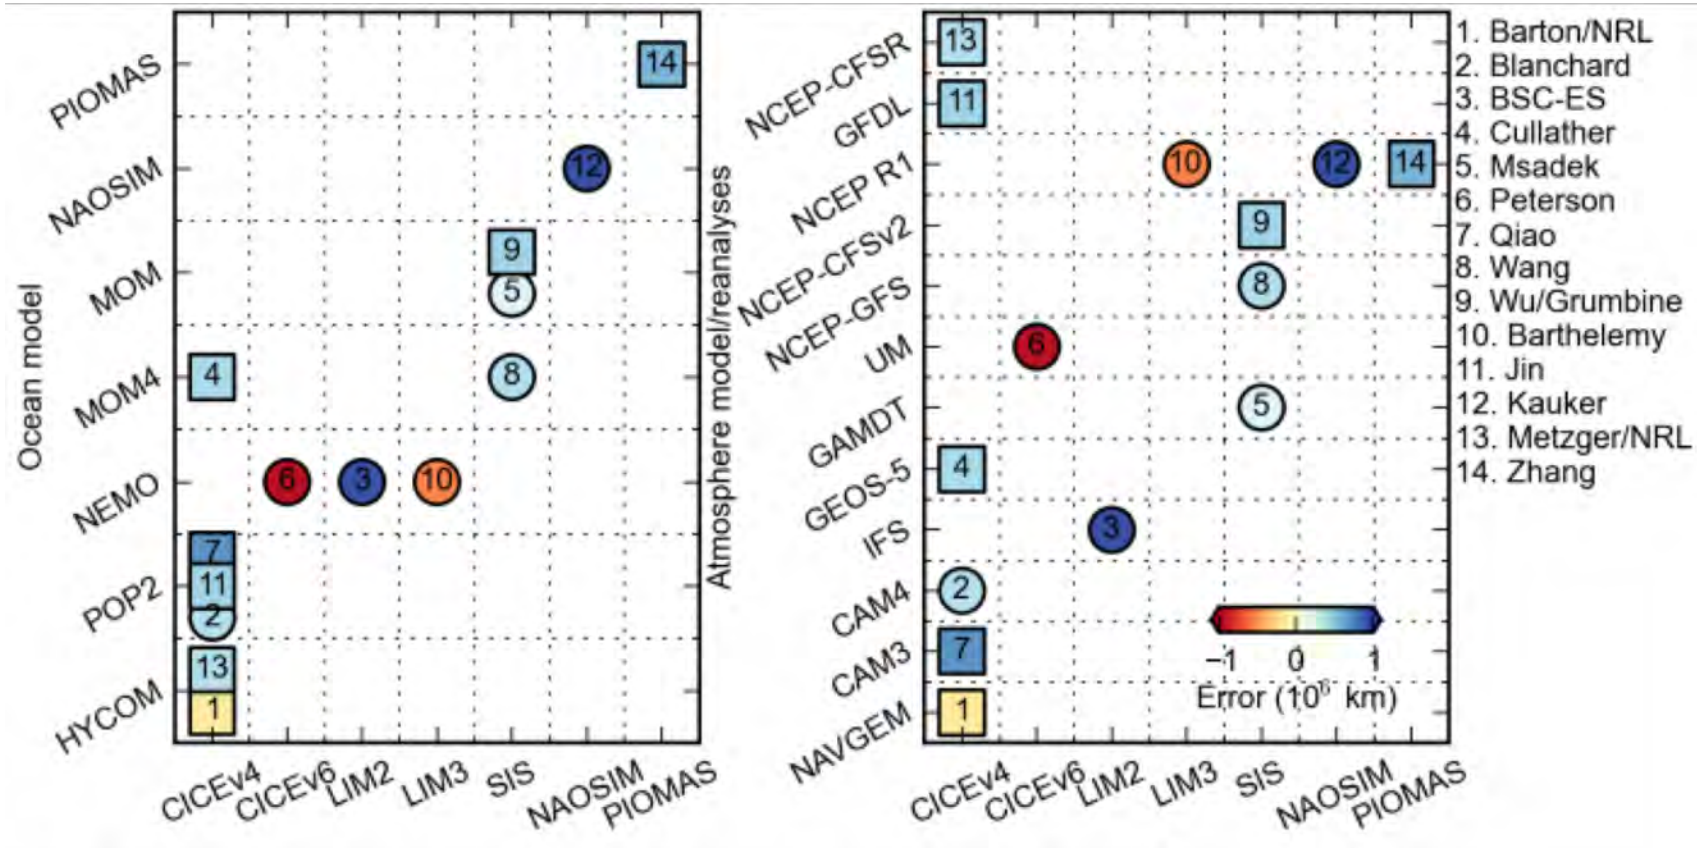 Ocean model
PIOMAS
14
NAOSIM
12
MOM
9
5
MOM4
4
8
NEMO
6
3
10
POP2
7
11
2
HYCOM
13
1
CICEv4
CICEv6
LIM2
LIM3
SIS
NAOSIM
PIOMAS
Atmosphere model/reanalyses
NCEP-CFSR
13
GFDL
11
NCEP R1
10
12
14
NCEP-CFSv2
9
NCEP-GFS
8
UM
6
GAMDT
5
GEOS-5
4
IFS
3
CAM4
2
CAM3
7
NAVGEM
1
CICEv4
CICEv6
LIM2
LIM3
SIS
NAOSIM
PIOMAS
−1 0 1
Error (10⁶ km)
1. Barton/NRL
2. Blanchard
3. BSC-ES
4. Cullather
5. Msadek
6. Peterson
7. Qiao
8. Wang
9. Wu/Grumbine
10. Barthelemy
11. Jin
12. Kauker
13. Metzger/NRL
14. Zhang